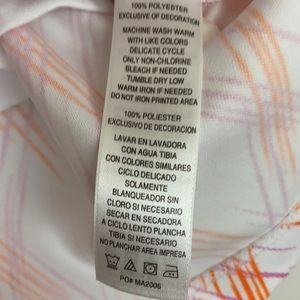 100% POLYESTER
EXCLUSIVE OF DECORATION
MACHINE WASH WARM
WITH LIKE COLORS
DELICATE CYCLE
ONLY NON-CHLORINE
BLEACH IF NEEDED
TUMBLE DRY LOW
WARM IRON IF NEEDED
DO NOT IRON PRINTED AREA
100% POLIESTER
EXCLUSIVO DE DECORACION
LAVAR EN LAVADORA
CON AGUA TIBIA
CON COLORES SIMILARES
CICLO DELICADO
SOLAMENTE
BLANQUEADOR SIN
CLORO SI NECESARIO
SECAR EN SECADORA
A CICLO LENTO PLANCHA
TIBIA SI NECESARIO
NO PLANCHAR AREA IMPRESA
PO# MA2006